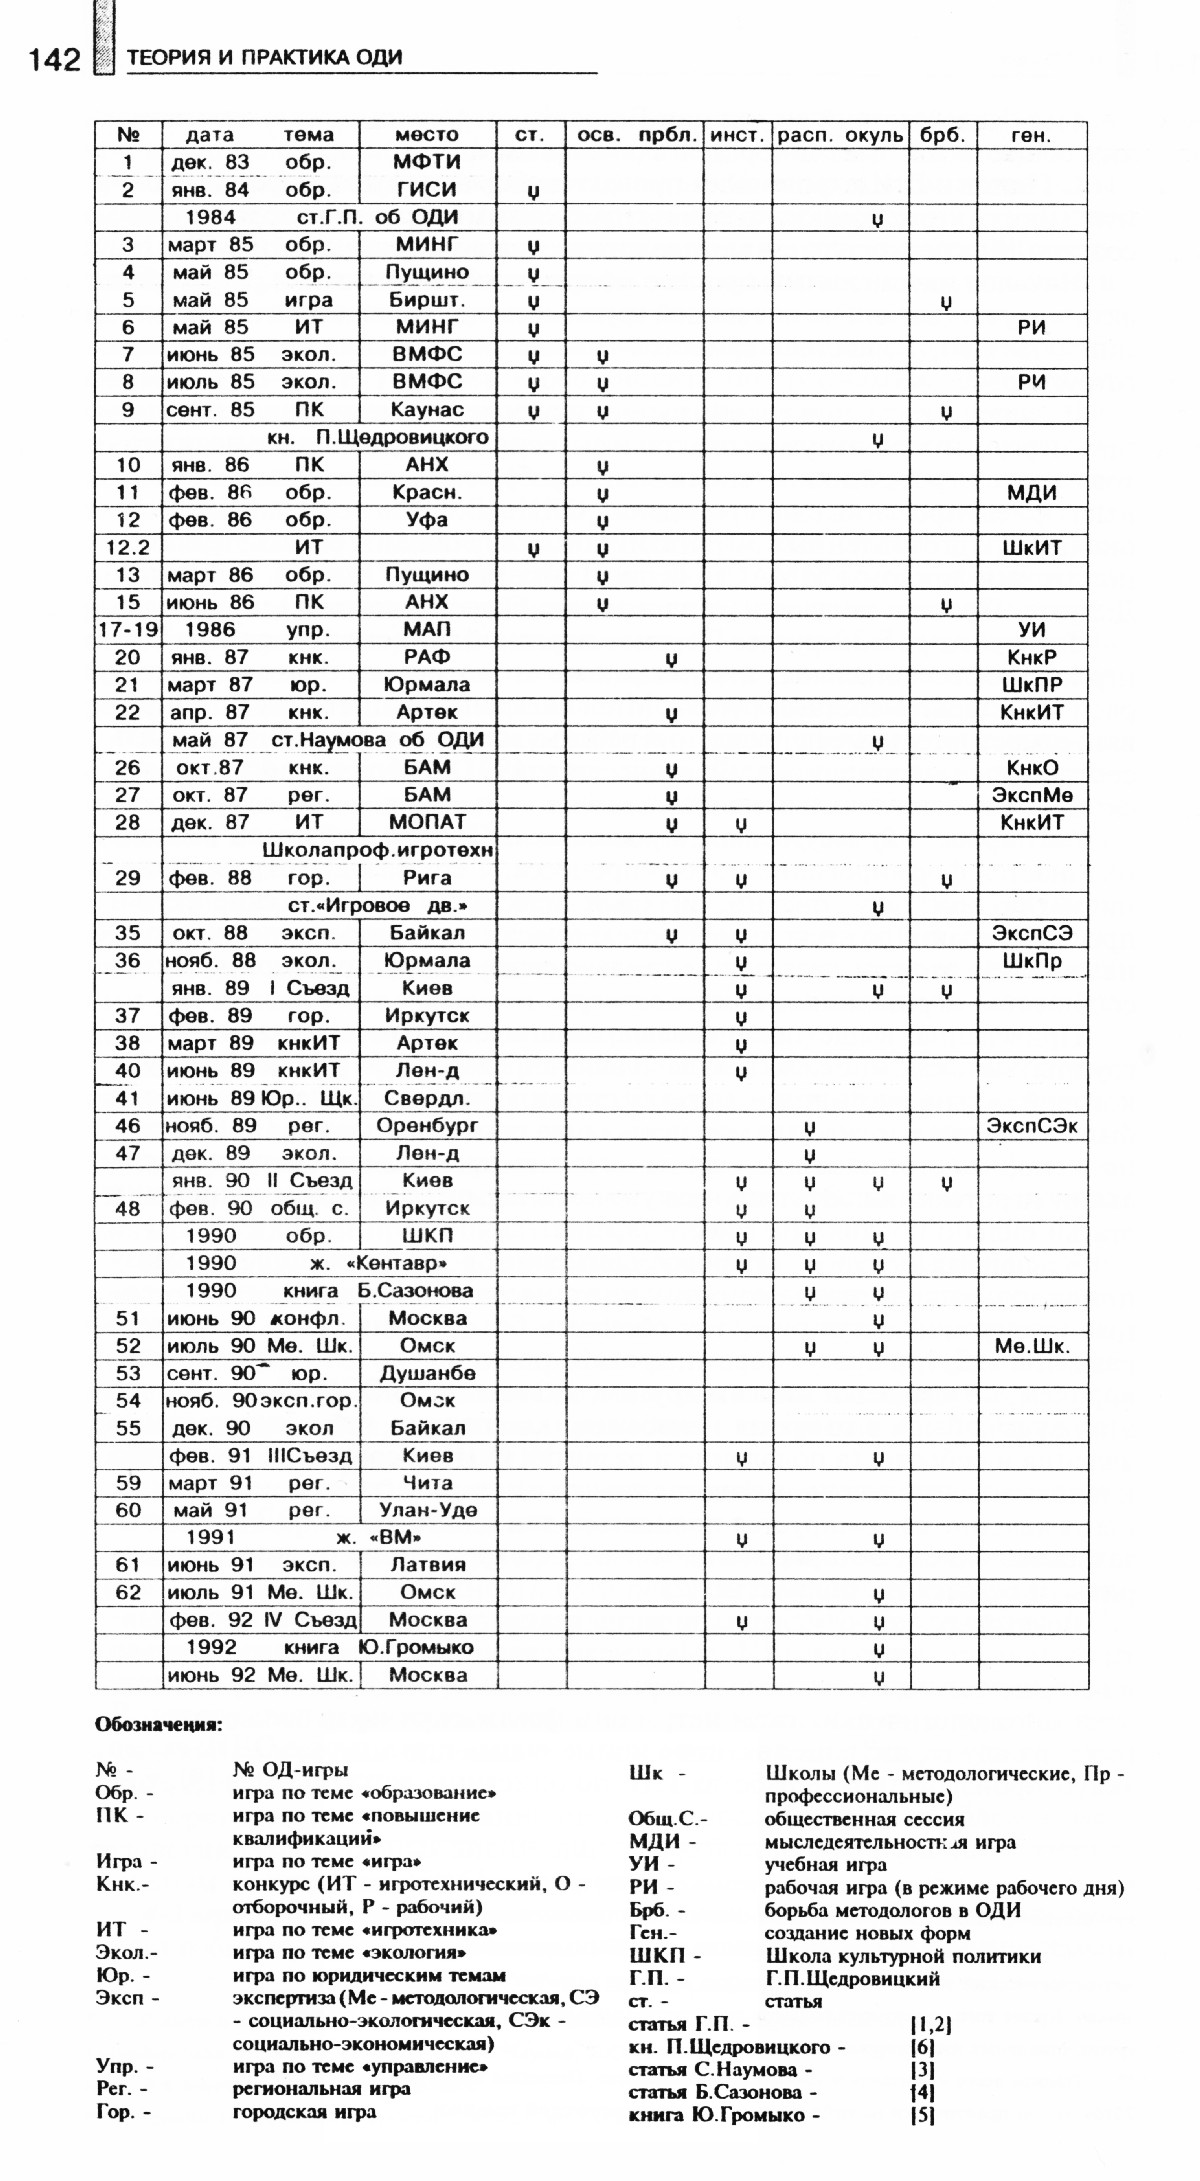 142 ТЕОРИЯ И ПРАКТИКА ОДИ
№ дата тема место ст. осв. прбл. инст. расп. окуль брб. ген.
1 дек. 83 обр. МФТИ
2 янв. 84 обр. ГИСИ џ
1984 ст.Г.П. об ОДИ џ
3 март 85 обр. МИНГ џ
4 май 85 обр. Пущино џ
5 май 85 игра Биршт. џ џ
6 май 85 ИТ МИНГ џ РИ
7 июнь 85 экол. ВМФС џ џ
8 июль 85 экол. ВМФС џ џ РИ
9 сент. 85 ПК Каунас џ џ џ
кн. П.Щедровицкого џ
10 янв. 86 ПК АНХ џ
11 фев. 86 обр. Красн. џ МДИ
12 фев. 86 обр. Уфа џ
12.2 ИТ џ џ ШкИТ
13 март 86 обр. Пущино џ
15 июнь 86 ПК АНХ џ џ
17-19 1986 упр. МАП УИ
20 янв. 87 кнк. РАФ џ КнкР
21 март 87 юр. Юрмала ШкПР
22 апр. 87 кнк. Артек џ КнкИТ
май 87 ст.Наумова об ОДИ џ
26 окт.87 кнк. БАМ џ КнкО
27 окт. 87 рег. БАМ џ ЭкспМе
28 дек. 87 ИТ МОПАТ џ џ КнкИТ
Школапроф.игротехн
29 фев. 88 гор. Рига џ џ џ
ст.«Игровое дв.» џ
35 окт. 88 эксп. Байкал џ џ ЭкспСЭ
36 нояб. 88 экол. Юрмала џ ШкПр
янв. 89 I Съезд Киев џ џ џ
37 фев. 89 гор. Иркутск џ
38 март 89 кнкИТ Артек џ
40 июнь 89 кнкИТ Лен-д џ
41 июнь 89 Юр.. Щк. Свердл.
46 нояб. 89 рег. Оренбург џ ЭкспСЭк
47 дек. 89 экол. Лен-д џ
янв. 90 II Съезд Киев џ џ џ џ
48 фев. 90 общ. с. Иркутск џ џ
1990 обр. ШКП џ џ џ
1990 ж. «Кентавр» џ џ џ
1990 книга Б.Сазонова џ џ
51 июнь 90 конфл. Москва џ
52 июль 90 Ме. Шк. Омск џ џ Ме.Шк.
53 сент. 90 юр. Душанбе
54 нояб. 90 эксп.гор. Омск
55 дек. 90 экол Байкал
фев. 91 IIIСъезд Киев џ џ
59 март 91 рег. Чита
60 май 91 рег. Улан-Уде
1991 ж. «ВМ» џ џ
61 июнь 91 эксп. Латвия
62 июль 91 Ме. Шк. Омск џ
фев. 92 IV Съезд Москва џ џ
1992 книга Ю.Громыко џ
июнь 92 Ме. Шк. Москва џ
Обозначения:
№ - № ОД-игры
Обр. - игра по теме «образование»
ПК - игра по теме «повышение
квалификаций»
Игра - игра по теме «игра»
Кнк.- конкурс (ИТ - игротехнический, О -
отборочный, Р - рабочий)
ИТ - игра по теме «игротехника»
Экол.- игра по теме «экология»
Юр. - игра по юридическим темам
Эксп - экспертиза (Ме - методологическая, СЭ
- социально-экологическая, СЭк -
социально-экономическая)
Упр. - игра по теме «управление»
Рег. - региональная игра
Гор. - городская игра
Шк - Школы (Ме - методологические, Пр -
профессиональные)
Общ.С.- общественная сессия
МДИ - мыследеятельностная игра
УИ - учебная игра
РИ - рабочая игра (в режиме рабочего дня)
Брб. - борьба методологов в ОДИ
Ген.- создание новых форм
ШКП - Школа культурной политики
Г.П. - Г.П.Щедровицкий
ст. - статья
статья Г.П. - [1,2]
кн. П.Щедровицкого - [6]
статья С.Наумова - [3]
статья Б.Сазонова - [4]
книга Ю.Громыко - [5]